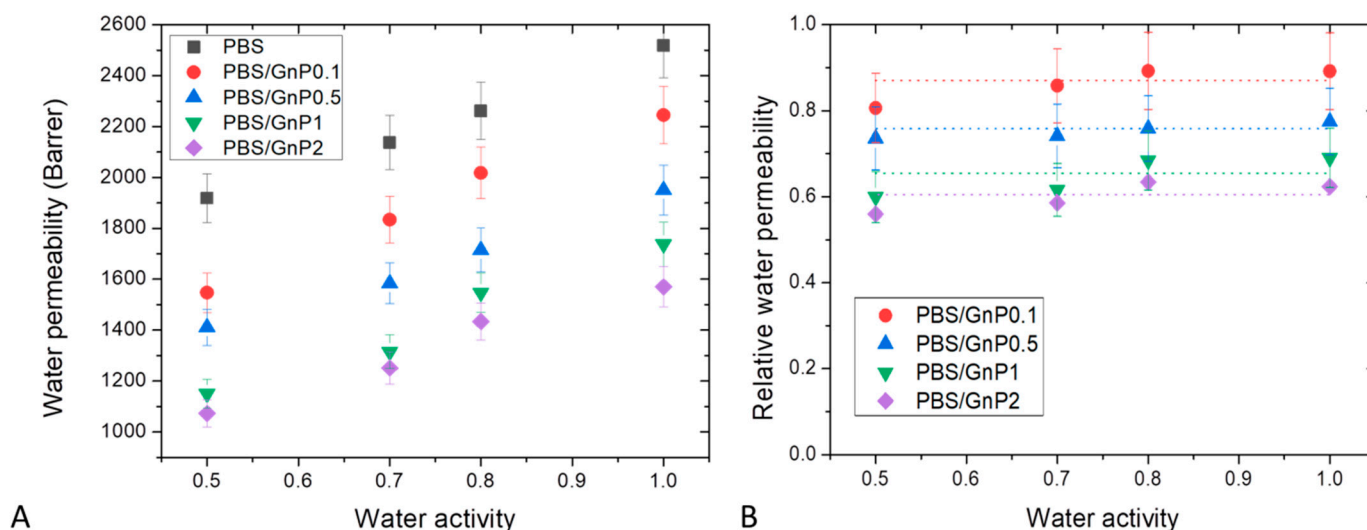 2600
2400
2200
2000
1800
1600
1400
1200
1000
Water permeability (Barrer)
PBS
PBS/GnP0.1
PBS/GnP0.5
PBS/GnP1
PBS/GnP2
0.5 0.6 0.7 0.8 0.9 1.0
Water activity
A
1.0
0.8
0.6
0.4
0.2
0.0
Relative water permeability
PBS/GnP0.1
PBS/GnP0.5
PBS/GnP1
PBS/GnP2
0.5 0.6 0.7 0.8 0.9 1.0
Water activity
B